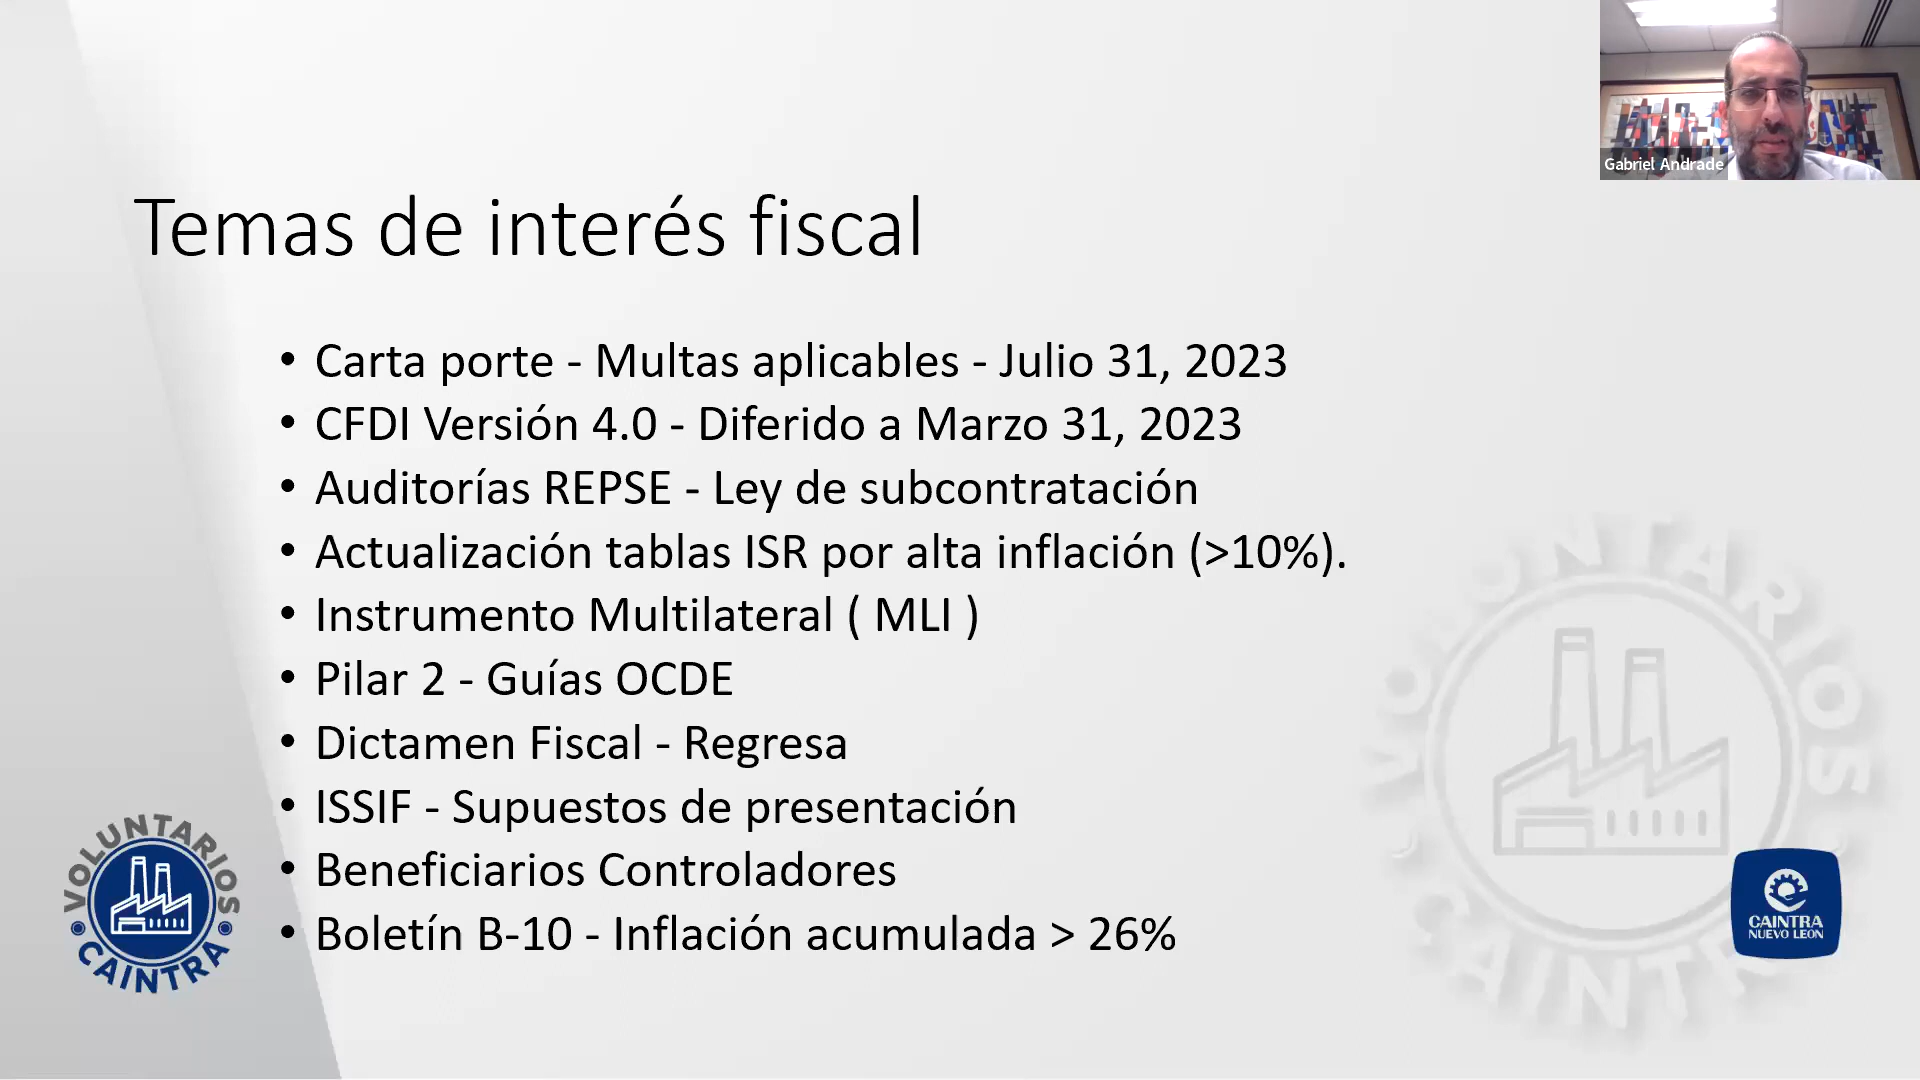 Gabriel Andrade
Temas de interés fiscal
• Carta porte - Multas aplicables - Julio 31, 2023
• CFDI Versión 4.0 - Diferido a Marzo 31, 2023
• Auditorías REPSE - Ley de subcontratación
• Actualización tablas ISR por alta inflación (>10%).
• Instrumento Multilateral ( MLI )
• Pilar 2 - Guías OCDE
• Dictamen Fiscal - Regresa
• ISSIF - Supuestos de presentación
• Beneficiarios Controladores
• Boletín B-10 - Inflación acumulada > 26%
VOLUNTARIOS
CAINTRA
VOLUNTARIOS
CAINTRA
CAINTRA
NUEVO LEÓN